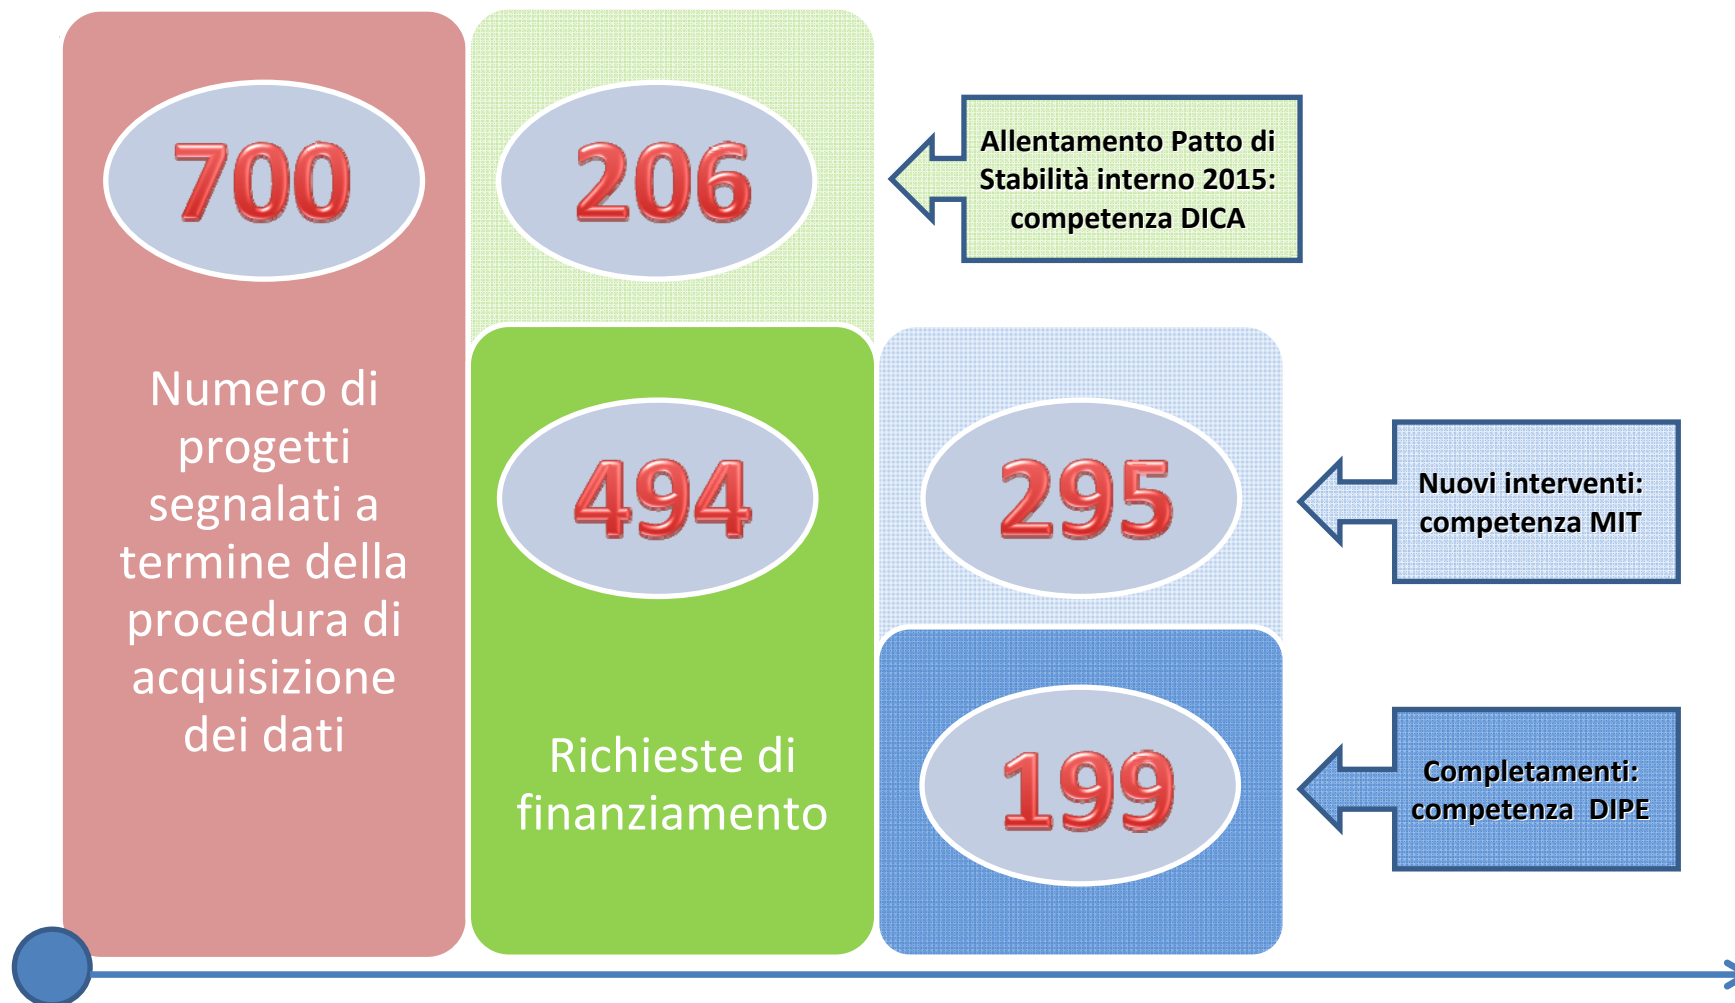 700
Numero di
progetti
segnalati a
termine della
procedura di
acquisizione
dei dati
206
Allentamento Patto di
Stabilità interno 2015:
competenza DICA
494
Richieste di
finanziamento
295
Nuovi interventi:
competenza MIT
199
Completamenti:
competenza DIPE